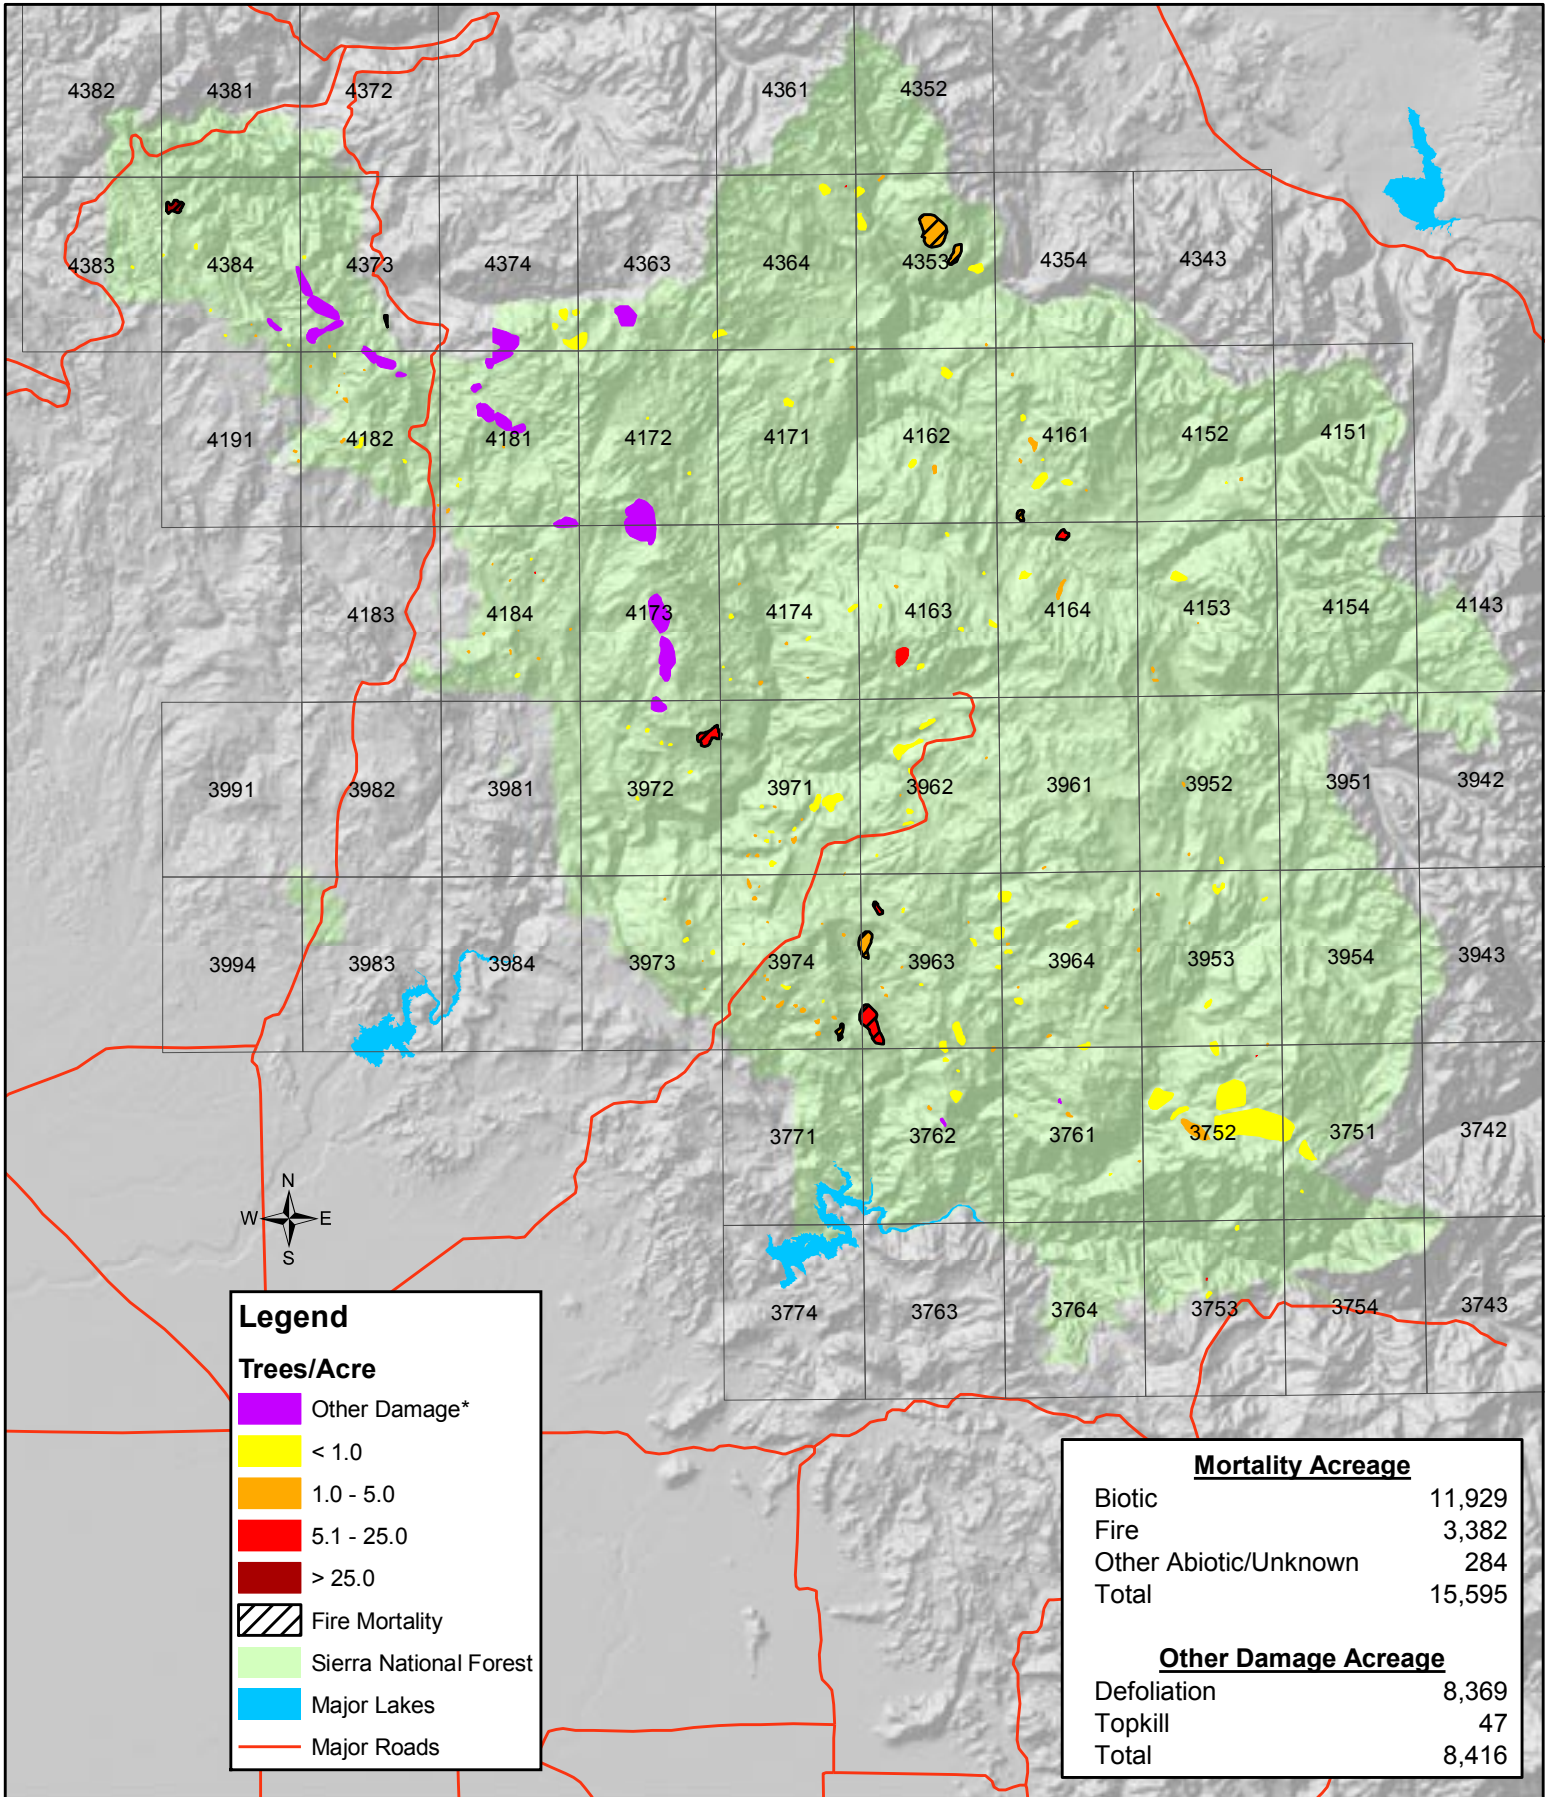 4382 4381 4372 4361 4352
4383 4384 4373 4374 4363 4364 4353 4354 4343
4191 4182 4181 4172 4171 4162 4161 4152 4151
4183 4184 4173 4174 4163 4164 4153 4154 4143
3991 3982 3981 3972 3971 3962 3961 3952 3951 3942
3994 3983 3984 3973 3974 3963 3964 3953 3954 3943
3771 3762 3761 3752 3751 3742
3774 3763 3764 3753 3754 3743
N
W E
S
Legend
Trees/Acre
Other Damage*
< 1.0
1.0 - 5.0
5.1 - 25.0
> 25.0
Fire Mortality
Sierra National Forest
Major Lakes
Major Roads
Mortality Acreage
Biotic 11,929
Fire 3,382
Other Abiotic/Unknown 284
Total 15,595
Other Damage Acreage
Defoliation 8,369
Topkill 47
Total 8,416